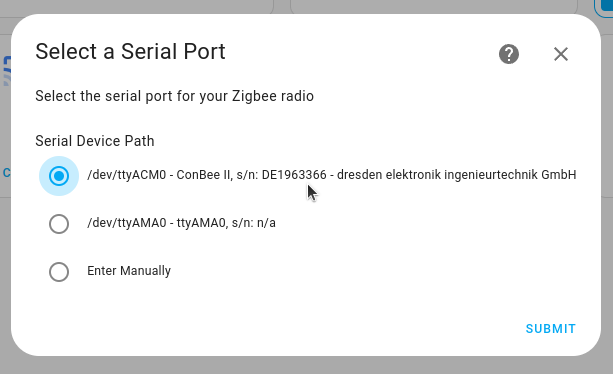 Select a Serial Port
Select the serial port for your Zigbee radio
Serial Device Path
/dev/ttyACM0 - ConBee II, s/n: DE1963366 - dresden elektronik ingenieurtechnik GmbH
/dev/ttyAMA0 - ttyAMA0, s/n: n/a
Enter Manually
SUBMIT